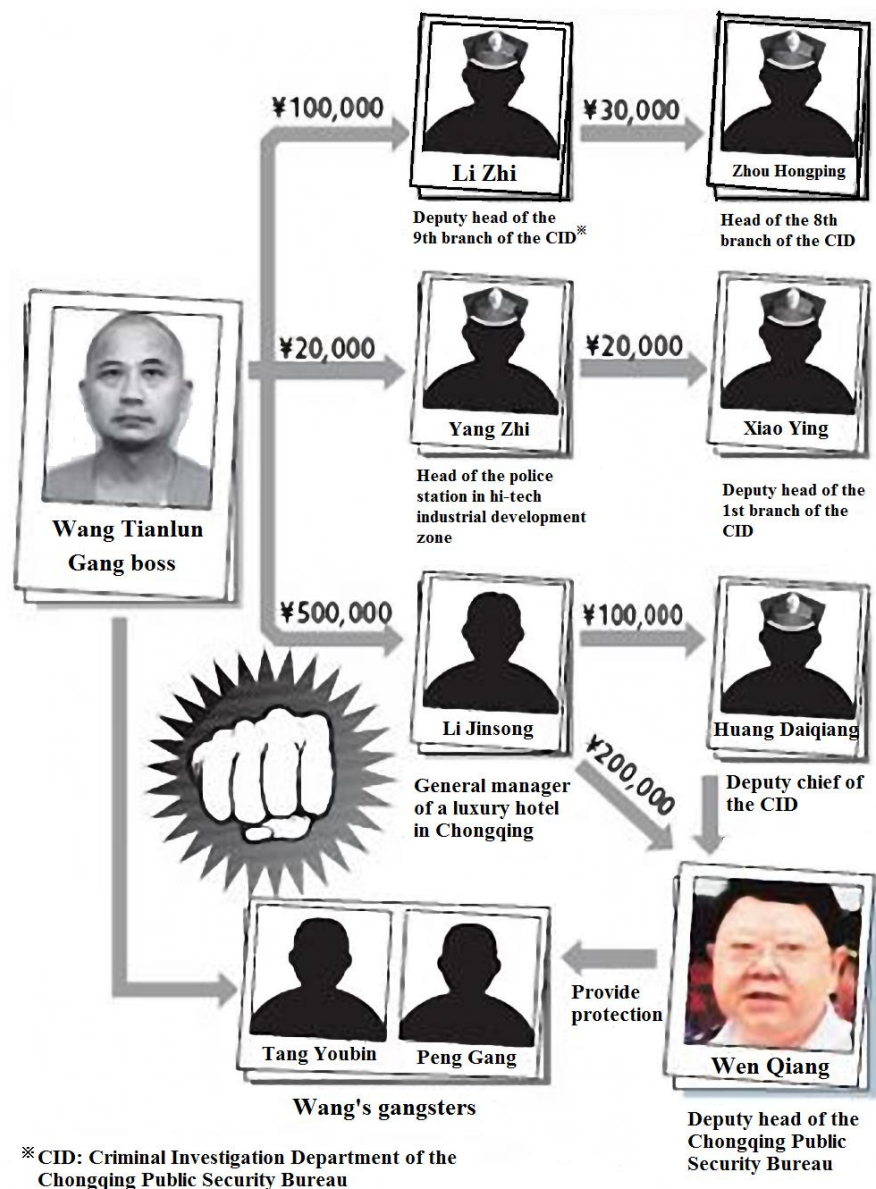 ¥100,000
¥30,000
Li Zhi
Zhou Hongping
Deputy head of the
9th branch of the CID※
Head of the 8th
branch of the CID
¥20,000
¥20,000
Wang Tianlun
Gang boss
Yang Zhi
Xiao Ying
Head of the police
station in hi-tech
industrial development
zone
Deputy head of the
1st branch of the
CID
¥500,000
¥100,000
Li Jinsong
Huang Daiqiang
¥200,000
General manager
of a luxury hotel
in Chongqing
Deputy chief of
the CID
Provide
protection
Tang Youbin
Peng Gang
Wang's gangsters
Wen Qiang
Deputy head of the
Chongqing Public
Security Bureau
※CID: Criminal Investigation Department of the
Chongqing Public Security Bureau